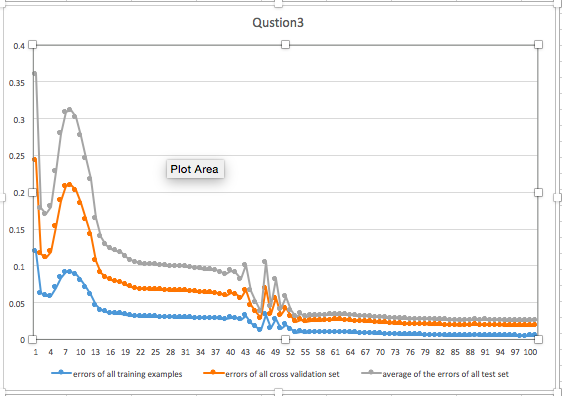 Qustion3
0.4
0.35
0.3
0.25
Plot Area
0.2
0.15
0.1
0.05
0
1 4 7 10 13 16 19 22 25 28 31 34 37 40 43 46 49 52 55 58 61 64 67 70 73 76 79 82 85 88 91 94 97 100
errors of all training examples errors of all cross validation set average of the errors of all test set